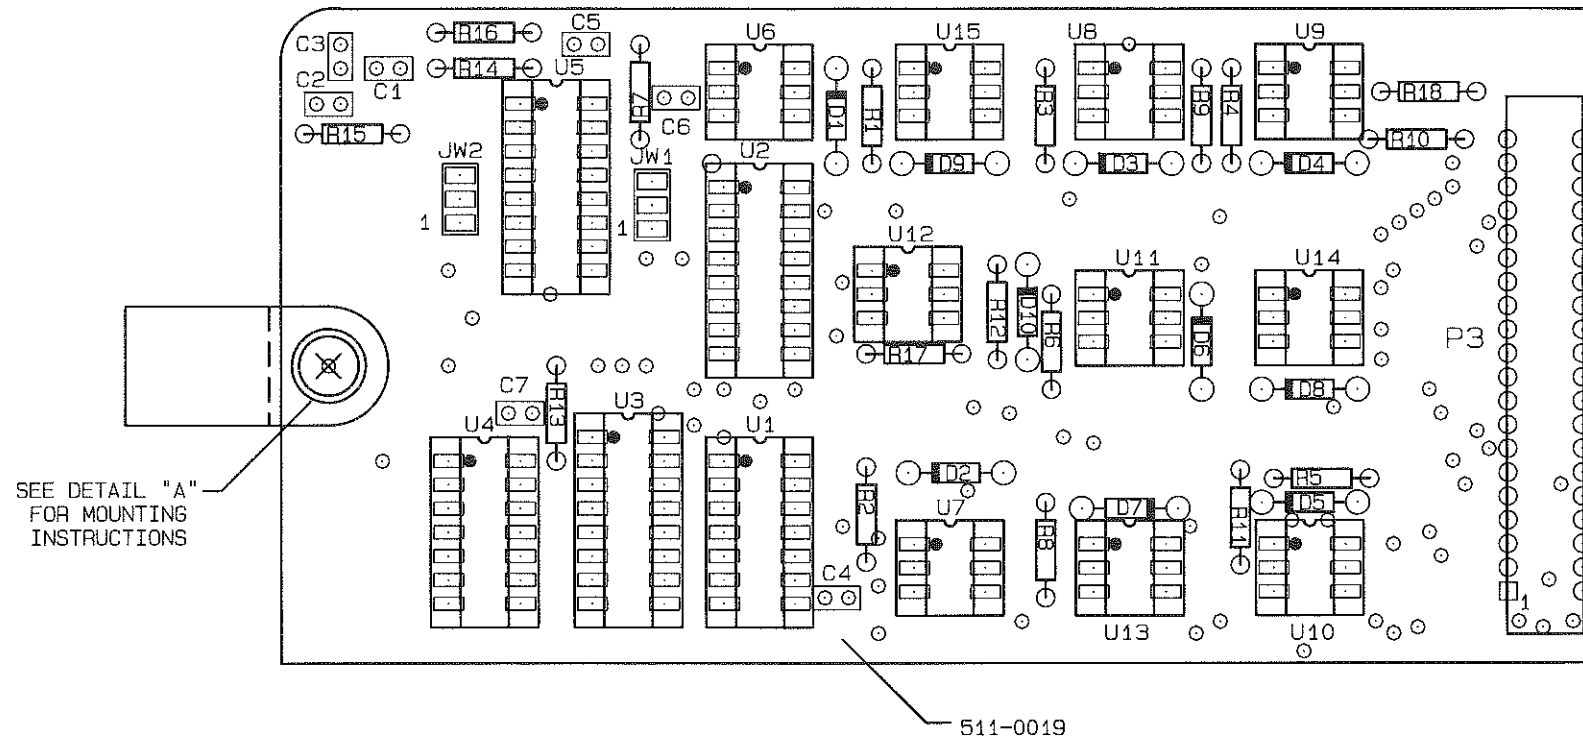 C3
R16
C5
U6
U15
U8
U9
C2
C1
R14
U5
R7
C6
D1
R1
R3
R9
R4
R18
R15
R10
JW2
JW1
U2
D9
D3
D4
1
1
U12
U11
U14
R12
D10
R6
D6
P3
R17
D8
C7
R13
U3
U4
U1
SEE DETAIL "A"
FOR MOUNTING
INSTRUCTIONS
D2
R5
R2
U7
D7
D5
R8
R11
C4
1
U13
U10
511-0019